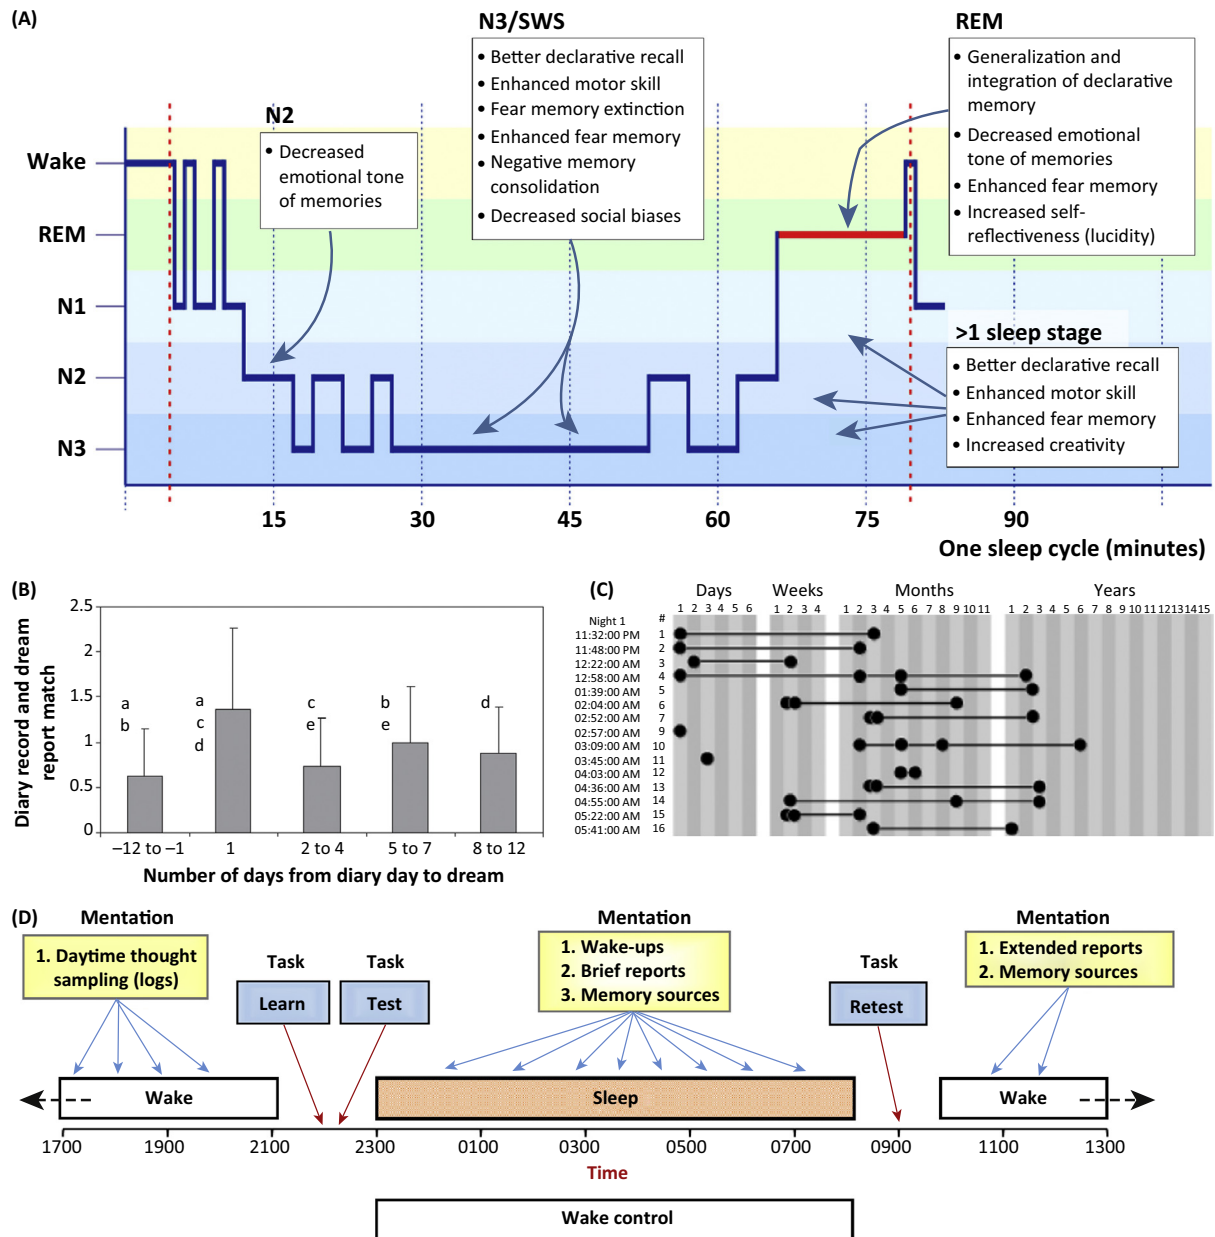 (A)
N3/SWS
• Better declarative recall
• Enhanced motor skill
• Fear memory extinction
• Enhanced fear memory
• Negative memory
consolidation
• Decreased social biases
REM
• Generalization and
integration of declarative
memory
• Decreased emotional
tone of memories
• Enhanced fear memory
• Increased self-
reflectiveness (lucidity)
N2
• Decreased
emotional tone
of memories
Wake
REM
N1
N2
N3
>1 sleep stage
• Better declarative recall
• Enhanced motor skill
• Enhanced fear memory
• Increased creativity
15 30 45 60 75 90
One sleep cycle (minutes)
(B)
Diary record and dream
report match
2.5
2
1.5
1
0.5
0
a
b
a
c
d
c
e
b
e
d
−12 to −1 1 2 to 4 5 to 7 8 to 12
Number of days from diary day to dream
(C)
Days Weeks Months Years
1 2 3 4 5 6 1 2 3 4 1 2 3 4 5 6 7 8 9 10 11 1 2 3 4 5 6 7 8 9 10 11 12 13 14 15
Night 1 #
11:32:00 PM 1
11:48:00 PM 2
12:22:00 AM 3
12:58:00 AM 4
01:39:00 AM 5
02:04:00 AM 6
02:52:00 AM 7
02:57:00 AM 9
03:09:00 AM 10
03:45:00 AM 11
04:03:00 AM 12
04:36:00 AM 13
04:55:00 AM 14
05:22:00 AM 15
05:41:00 AM 16
(D)
Mentation
1. Daytime thought
sampling (logs)
Task
Learn
Task
Test
Mentation
1. Wake-ups
2. Brief reports
3. Memory sources
Task
Retest
Mentation
1. Extended reports
2. Memory sources
Wake
Sleep
Wake
1700 1900 2100 2300 0100 0300 0500 0700 0900 1100 1300
Time
Wake control